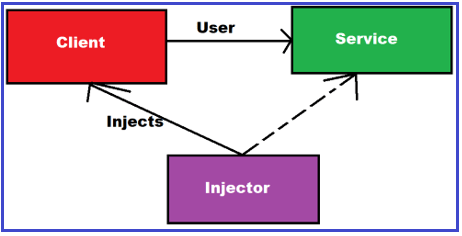 Client
User
Service
Injects
Injector